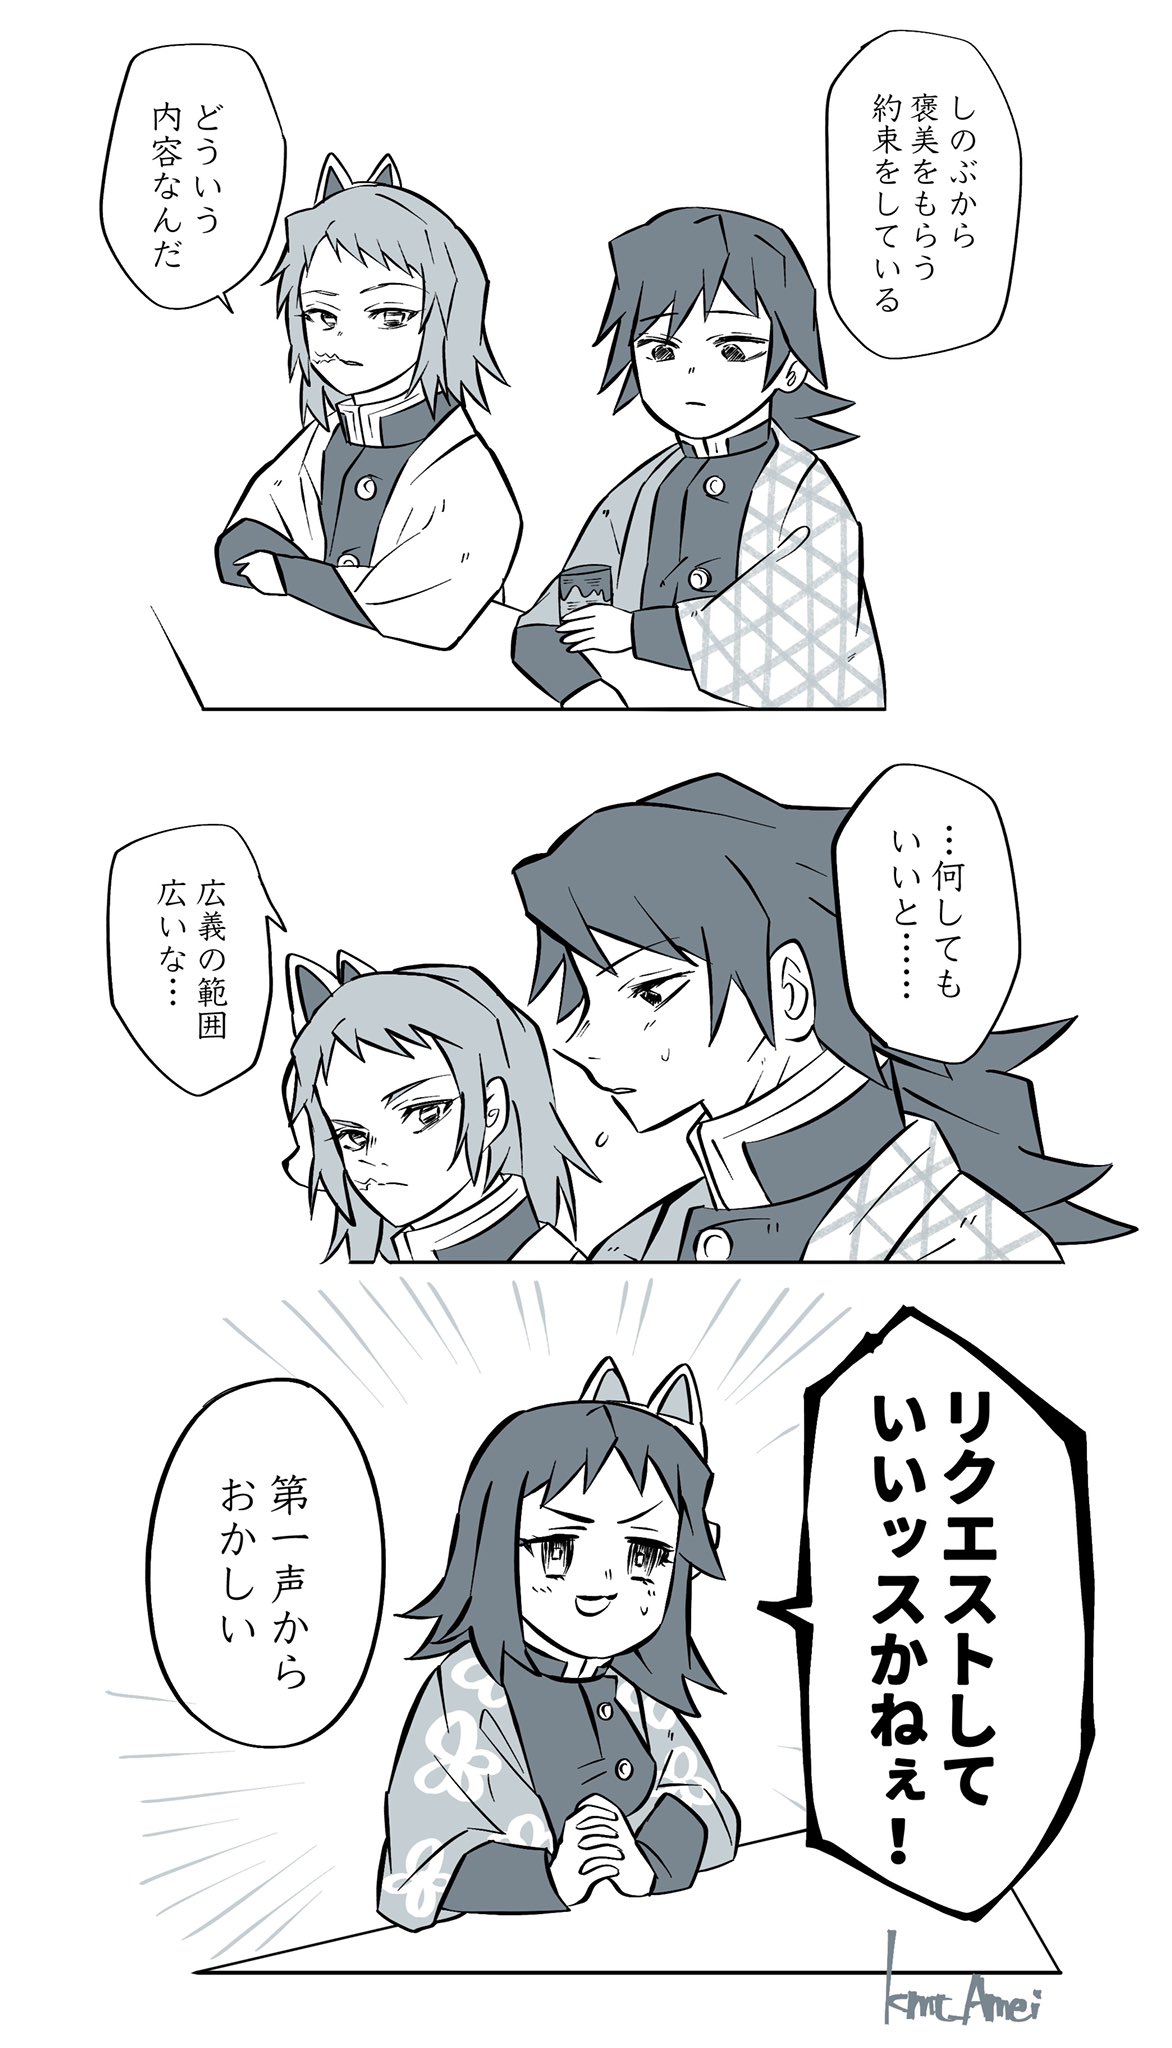 しのぶから
褒美をもらう
約束をしている
どういう
内容なんだ
…何しても
いいと……
広義の範囲
広いな…
リクエストして
いいッスかねぇ！
第一声から
おかしい
kmt_Amei